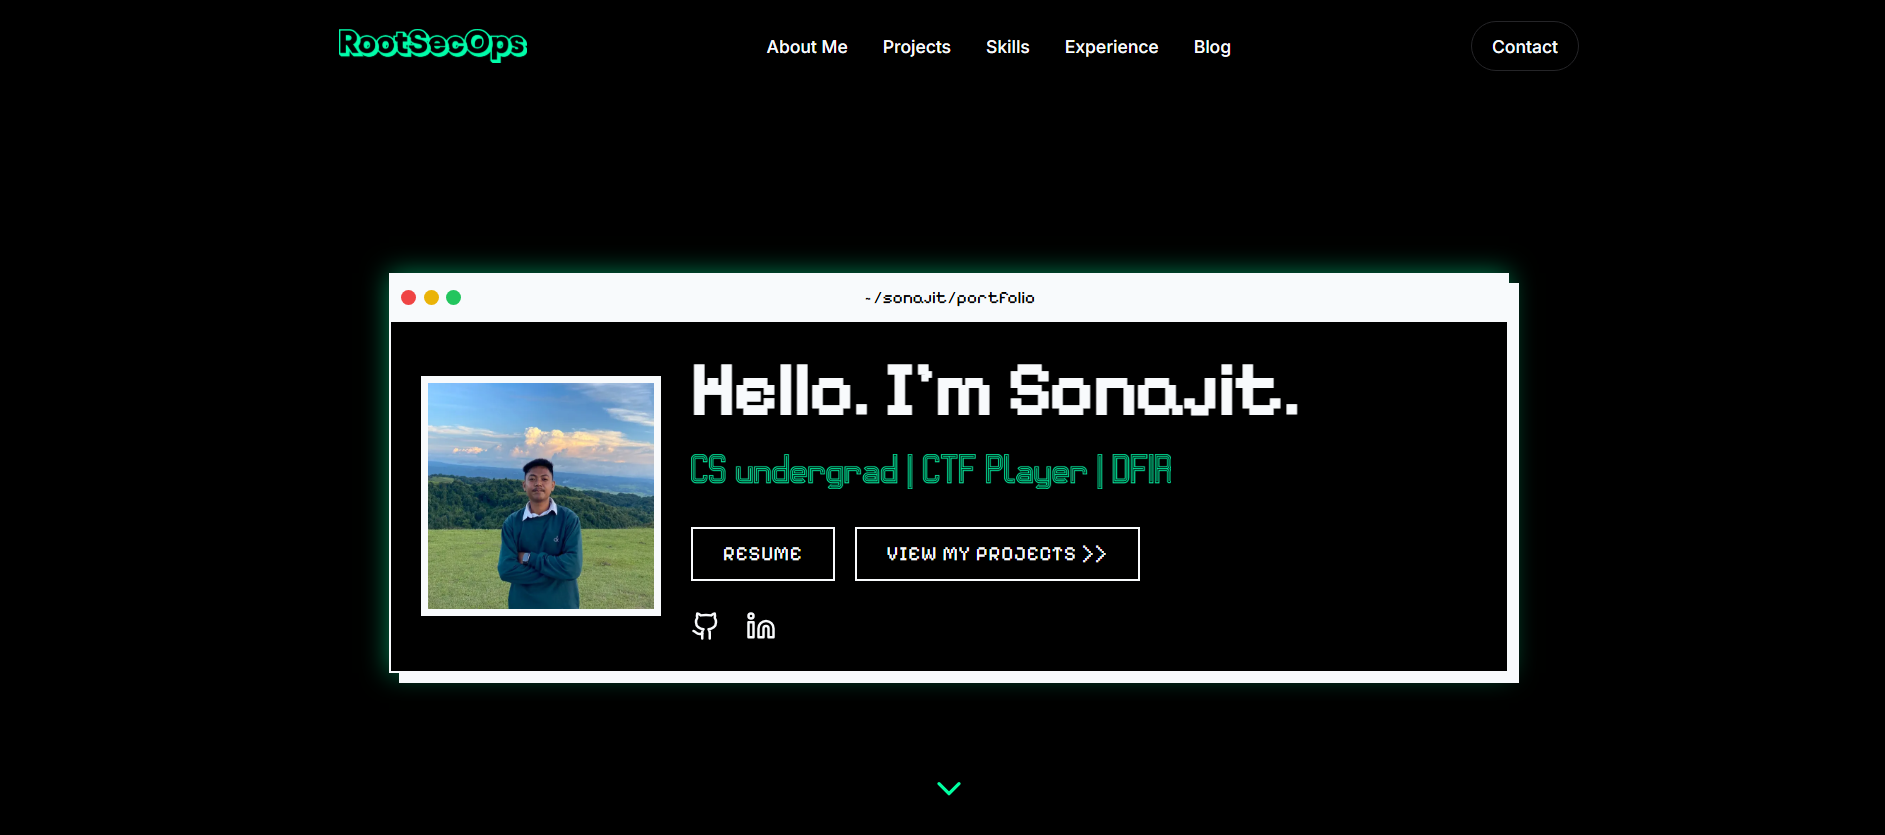 RootSecOps
About Me Projects Skills Experience Blog
Contact
~/sonajit/portfolio
Hello. I'm Sonajit.
CS undergrad | CTF Player | DFIR
RESUME
VIEW MY PROJECTS >>